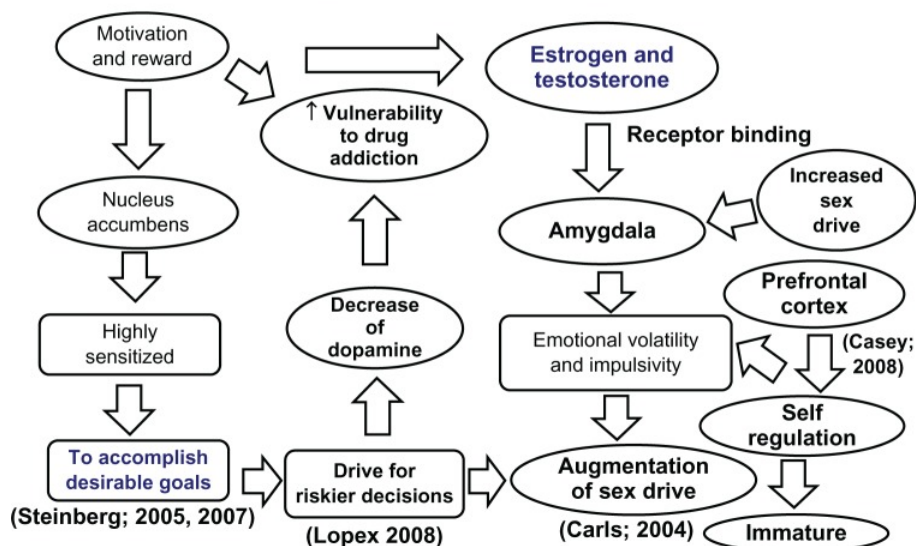 Motivation
and reward
Estrogen and
testosterone
↑ Vulnerability
to drug
addiction
Receptor binding
Increased
sex
drive
Nucleus
accumbens
Amygdala
Prefrontal
cortex
Decrease
of
dopamine
Highly
sensitized
Emotional volatility
and impulsivity
(Casey;
2008)
Self
regulation
To accomplish
desirable goals
Drive for
riskier decisions
Augmentation
of sex drive
(Steinberg; 2005, 2007)
(Lopex 2008)
(Carls; 2004)
Immature